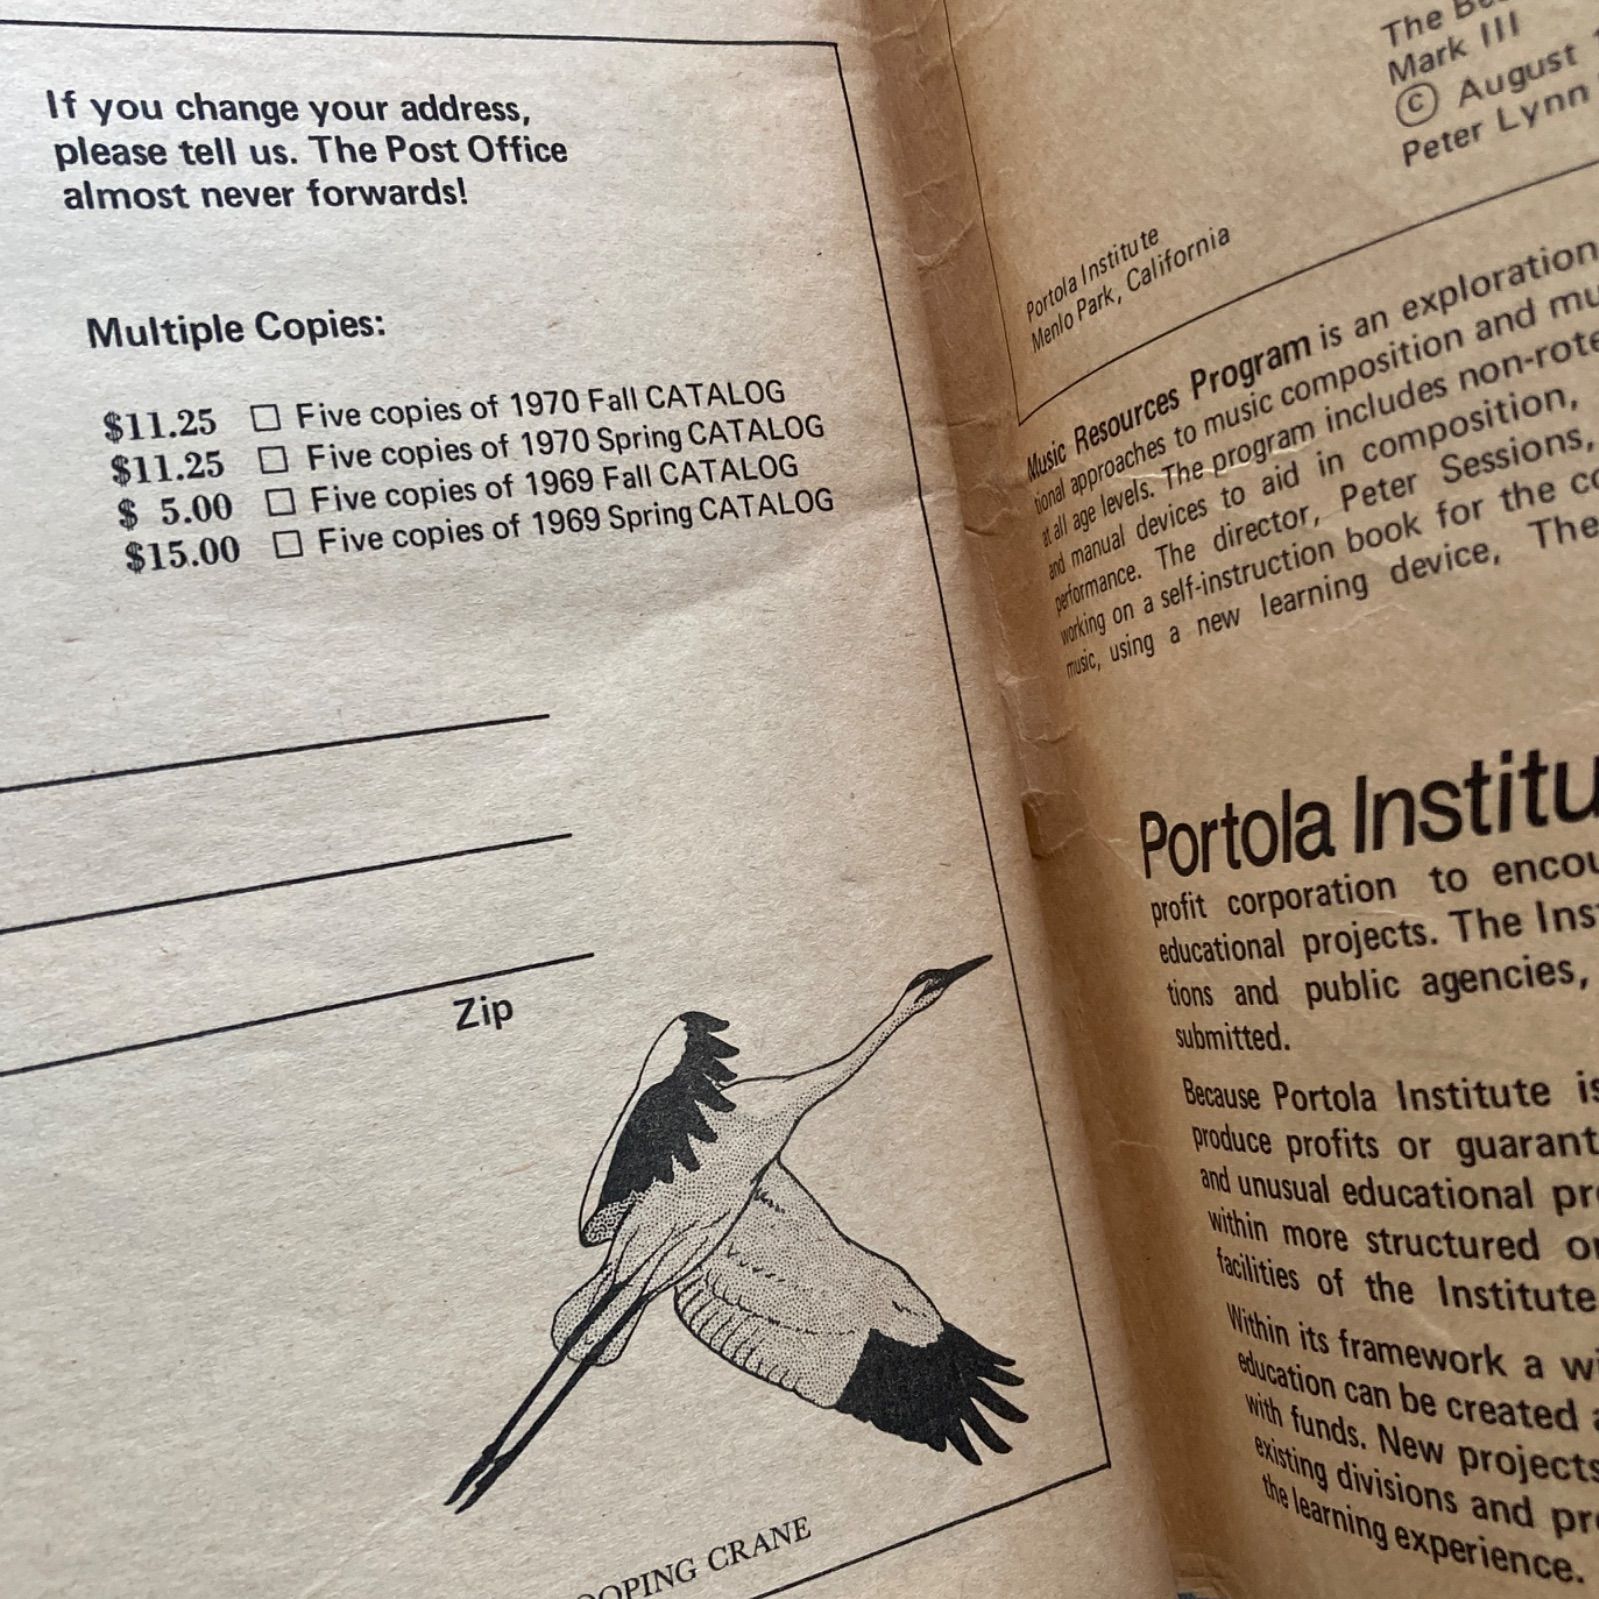 If you change your address,
please tell us. The Post Office
almost never forwards!
Multiple Copies:
$11.25 ☐ Five copies of 1970 Fall CATALOG
$11.25 ☐ Five copies of 1970 Spring CATALOG
$ 5.00 ☐ Five copies of 1969 Fall CATALOG
$15.00 ☐ Five copies of 1969 Spring CATALOG
Zip
OOPING CRANE
The
Mark III
© August
Peter Lynn
Portola Institute
Menlo Park, California
Music Resources Program is an exploration
tional approaches to music composition and mu
at all age levels. The program includes non-rote
and manual devices to aid in composition,
performance. The director, Peter Sessions,
working on a self-instruction book for the co
music, using a new learning device, The
Portola Institu
profit corporation to encou
educational projects. The Ins
tions and public agencies,
submitted.
Because Portola Institute is
produce profits or guarant
and unusual educational pr
within more structured o
facilities of the Institute
Within its framework a wi
education can be created a
with funds. New projects
existing divisions and pr
the learning experience.